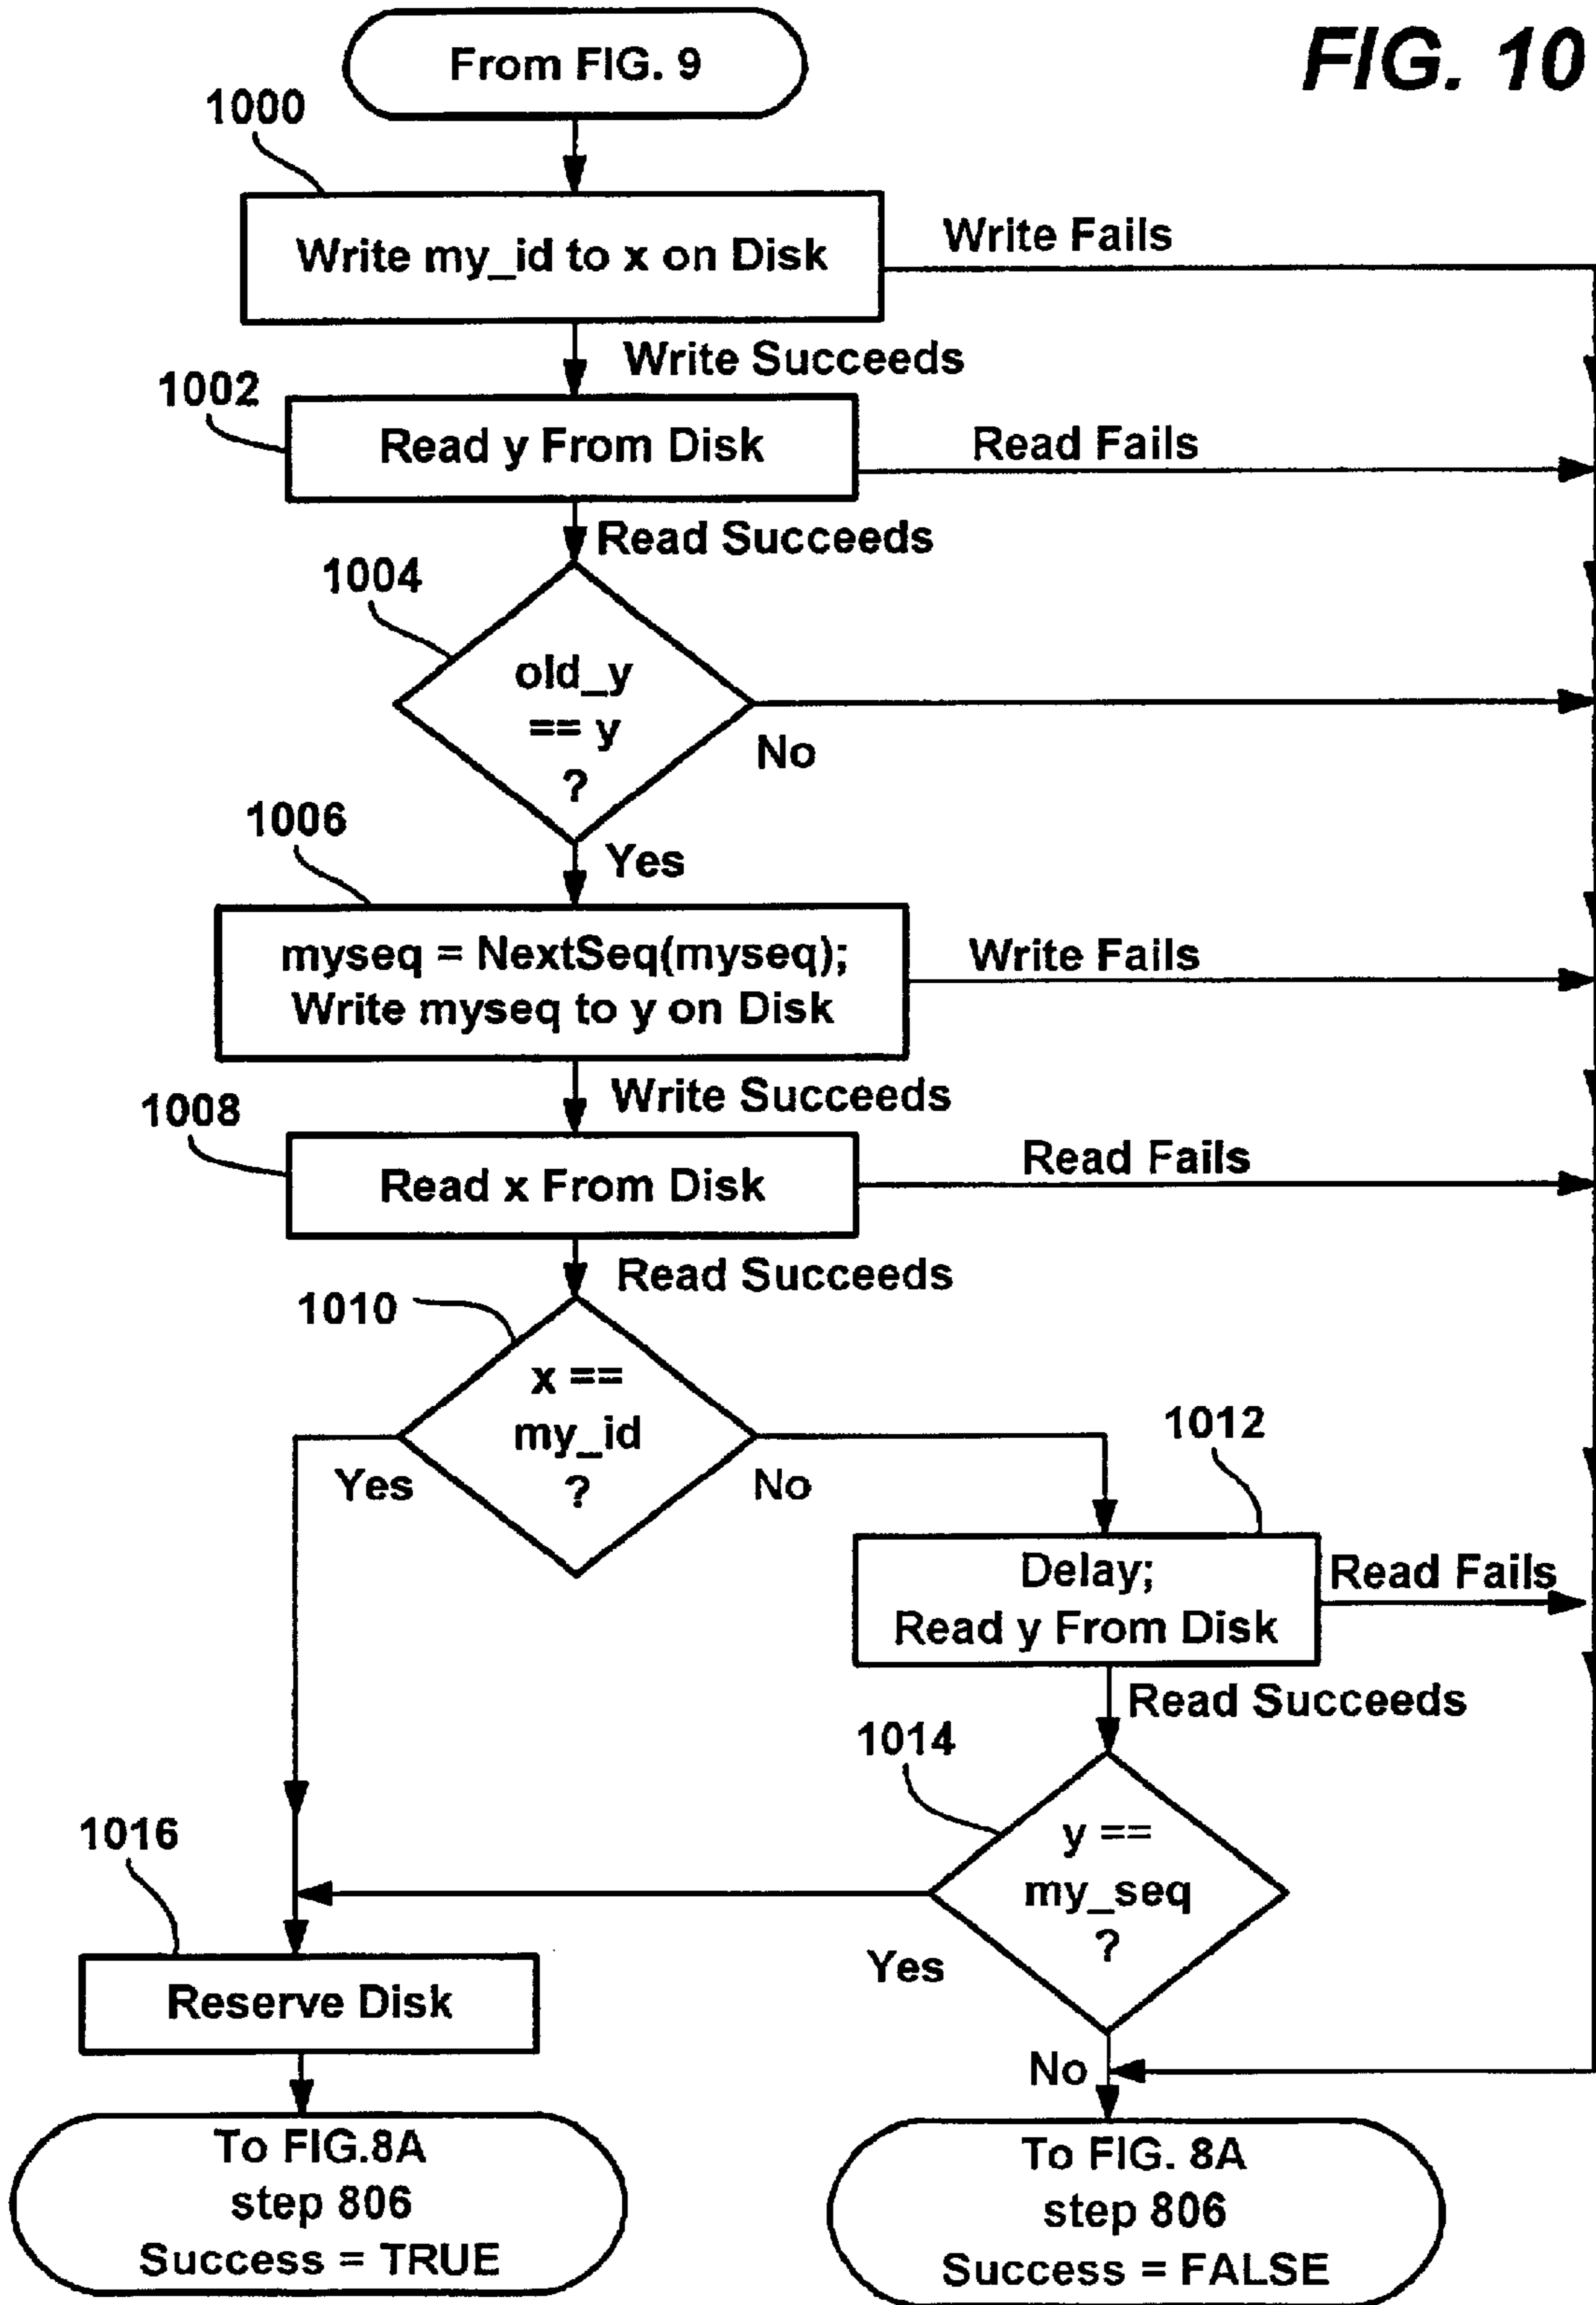 FIG. 10
From FIG. 9
1000
Write my_id to x on Disk
Write Fails
Write Succeeds
1002
Read y From Disk
Read Fails
Read Succeeds
1004
old_y
== y
?
No
Yes
1006
myseq = NextSeq(myseq);
Write myseq to y on Disk
Write Fails
Write Succeeds
1008
Read x From Disk
Read Fails
Read Succeeds
1010
x ==
my_id
?
Yes
No
1012
Delay;
Read y From Disk
Read Fails
Read Succeeds
1014
y ==
my_seq
?
Yes
No
1016
Reserve Disk
To FIG.8A
step 806
Success = TRUE
To FIG. 8A
step 806
Success = FALSE